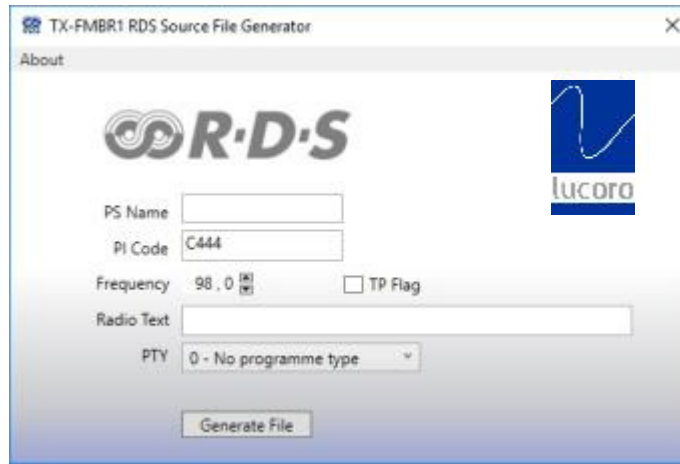 TX-FMBR1 RDS Source File Generator
About
R·D·S
lucoro
PS Name
PI Code C444
Frequency 98 , 0 TP Flag
Radio Text
PTY 0 - No programme type
Generate File